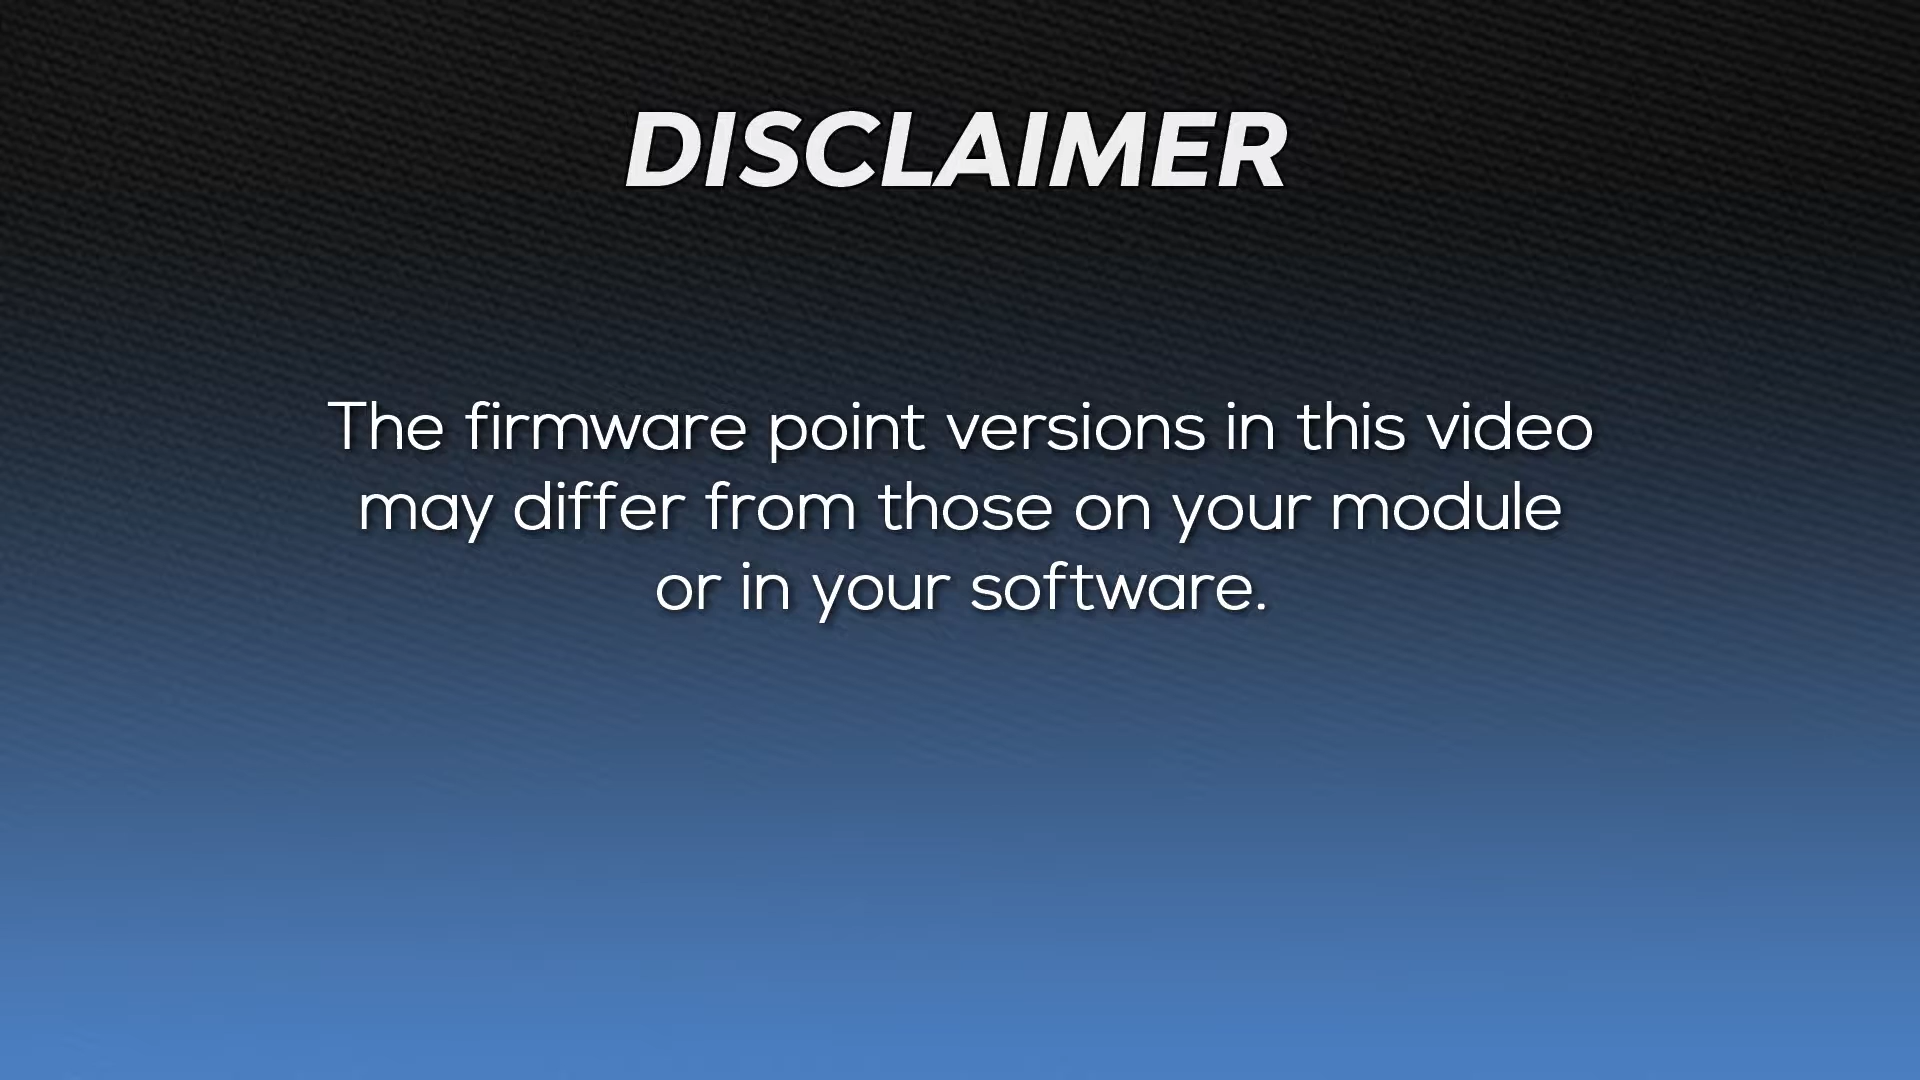 DISCLAIMER
The firmware point versions in this video
may differ from those on your module
or in your software.